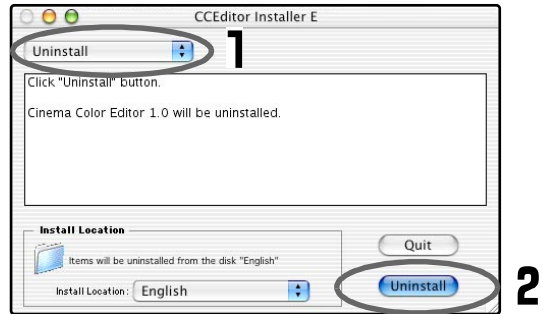 CCEditor Installer E
Uninstall
1
Click "Uninstall" button.
Cinema Color Editor 1.0 will be uninstalled.
Install Location
Items will be uninstalled from the disk "English"
Quit
Install Location: English
Uninstall
2